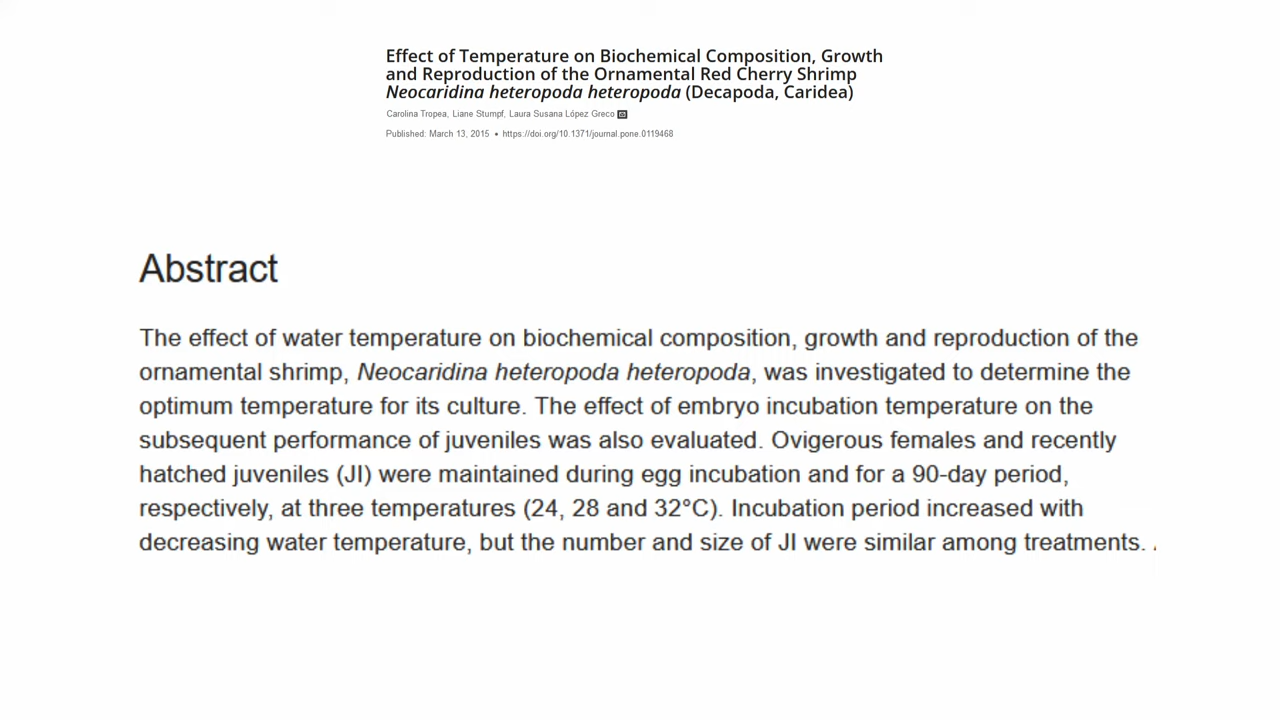 Effect of Temperature on Biochemical Composition, Growth
and Reproduction of the Ornamental Red Cherry Shrimp
Neocaridina heteropoda heteropoda (Decapoda, Caridea)
Carolina Tropea, Liane Stumpf, Laura Susana López Greco
Published: March 13, 2015 • https://doi.org/10.1371/journal.pone.0119468
Abstract
The effect of water temperature on biochemical composition, growth and reproduction of the
ornamental shrimp, Neocaridina heteropoda heteropoda, was investigated to determine the
optimum temperature for its culture. The effect of embryo incubation temperature on the
subsequent performance of juveniles was also evaluated. Ovigerous females and recently
hatched juveniles (JI) were maintained during egg incubation and for a 90-day period,
respectively, at three temperatures (24, 28 and 32°C). Incubation period increased with
decreasing water temperature, but the number and size of JI were similar among treatments.